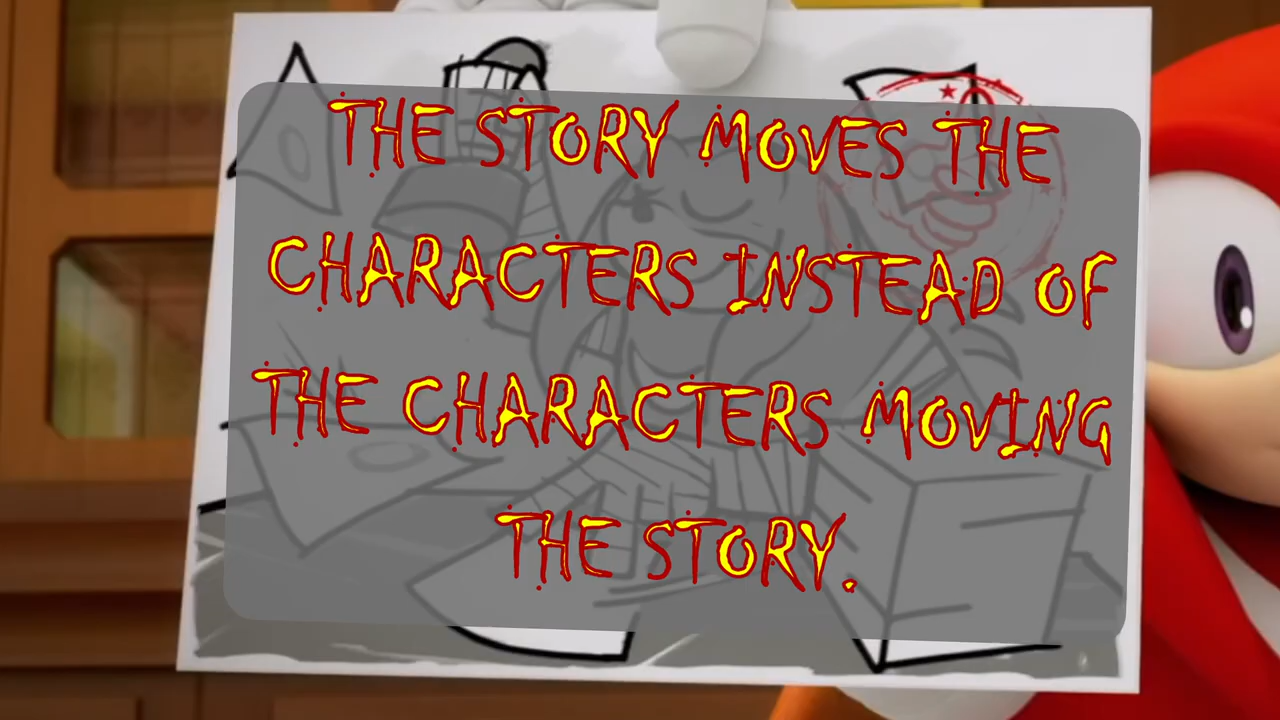 THE STORY MOVES THE
CHARACTERS INSTEAD OF
THE CHARACTERS MOVING
THE STORY.